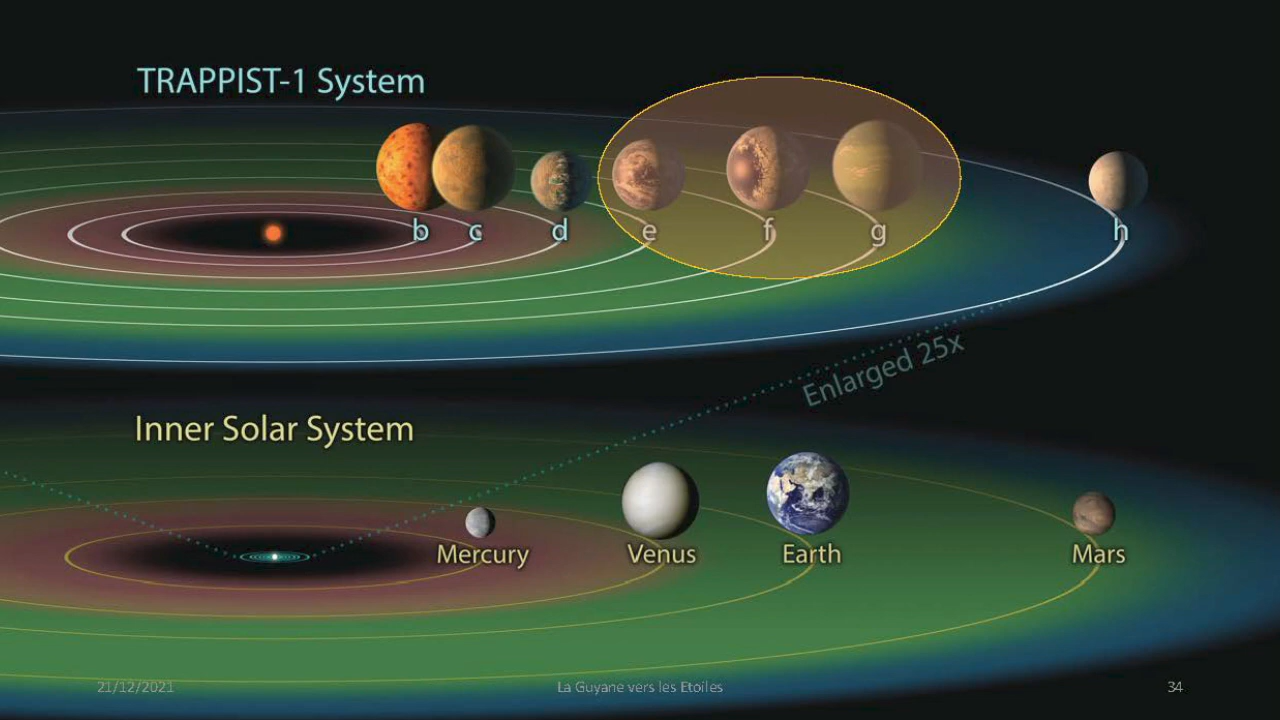 TRAPPIST-1 System
b c d e f g h
Enlarged 25x
Inner Solar System
Mercury Venus Earth Mars
21/12/2021 La Guyane vers les Etoiles 34